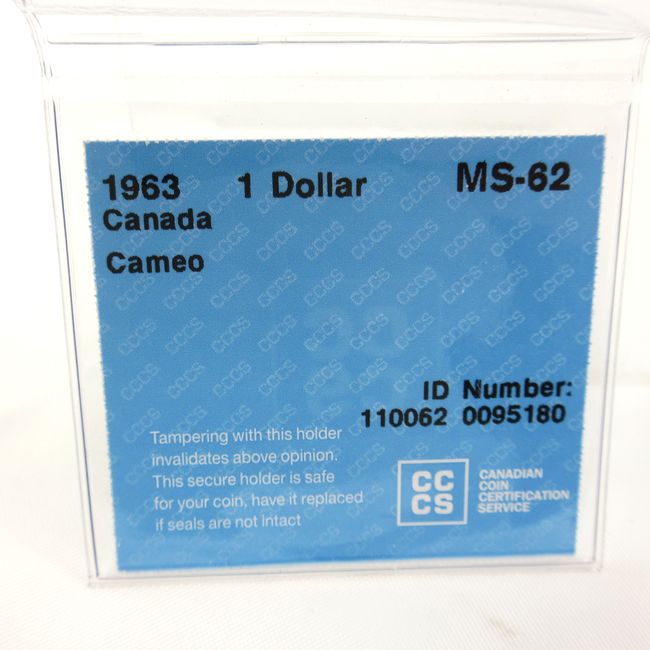 1963 1 Dollar MS-62
Canada
Cameo
ID Number:
110062 0095180
Tampering with this holder
invalidates above opinion.
This secure holder is safe
for your coin, have it replaced
if seals are not intact
CC
CS
CANADIAN
COIN
CERTIFICATION
SERVICE